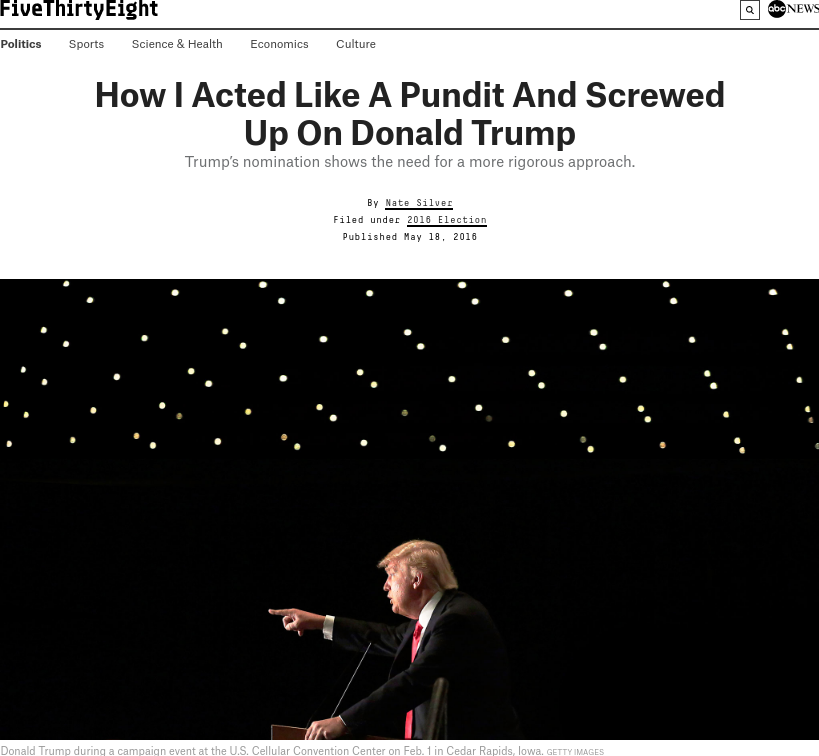 FiveThirtyEight
abc NEWS
Politics Sports Science & Health Economics Culture
How I Acted Like A Pundit And Screwed
Up On Donald Trump
Trump’s nomination shows the need for a more rigorous approach.
By Nate Silver
Filed under 2016 Election
Published May 18, 2016
Donald Trump during a campaign event at the U.S. Cellular Convention Center on Feb. 1 in Cedar Rapids, Iowa. GETTY IMAGES